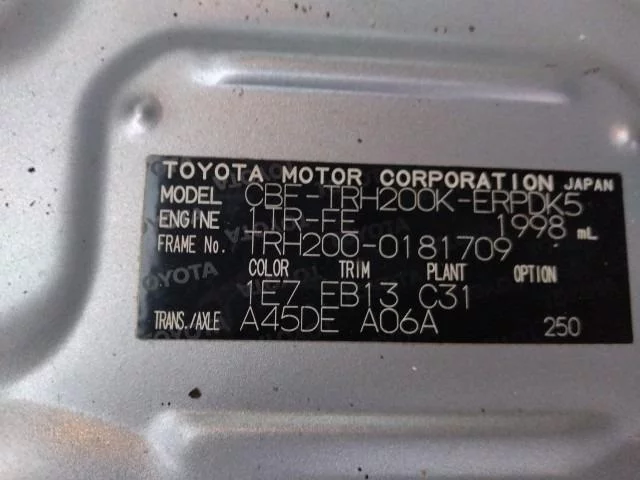 TOYOTA MOTOR CORPORATION JAPAN
MODEL CBF-TRH200K-ERPDK5
ENGINE 1TR-FE 1998 mL
FRAME No. TRH200-0181709
COLOR TRIM PLANT OPTION
1E7 EB13 C31
TRANS./AXLE A45DE A06A 250